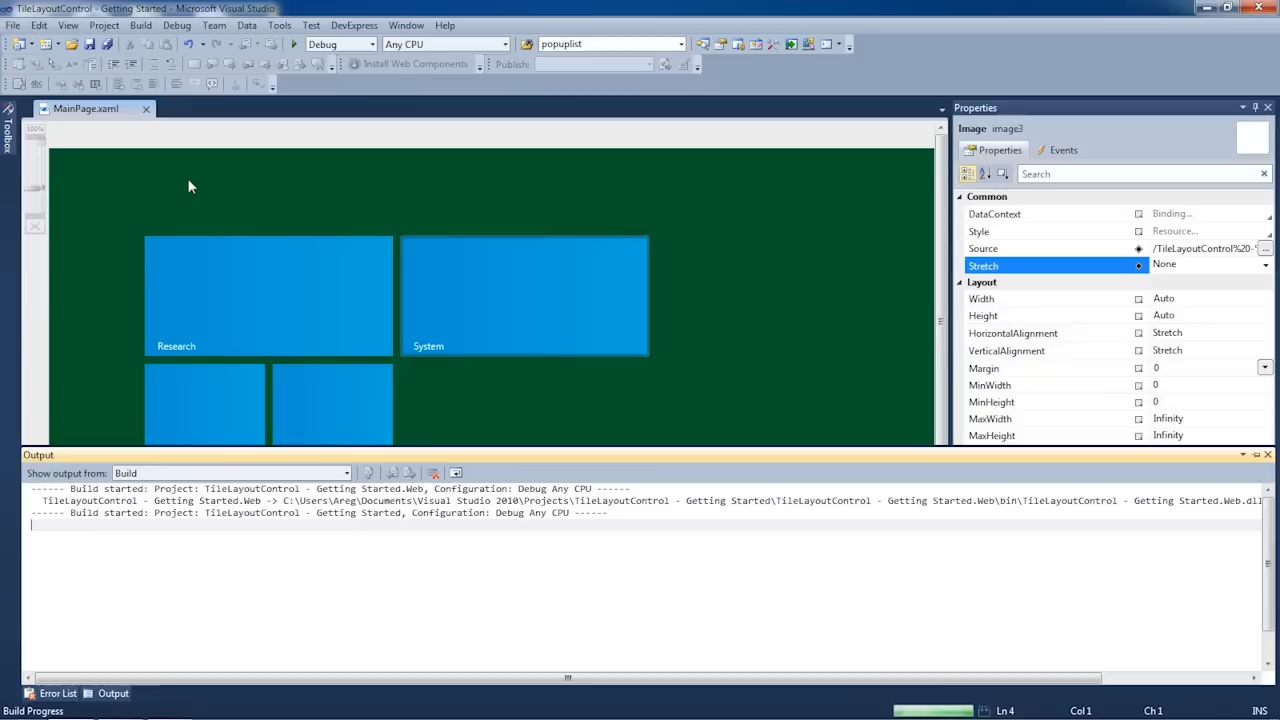 TileLayoutControl - Getting Started - Microsoft Visual Studio
File Edit View Project Build Debug Team Data Tools Test DevExpress Window Help
Debug Any CPU popuplist
Install Web Components Publish:
Toolbox
MainPage.xaml
100%
Research
System
Properties
Image image3
Properties Events
Search
Common
DataContext Binding...
Style Resource...
Source /TileLayoutControl%20-
Stretch None
Layout
Width Auto
Height Auto
HorizontalAlignment Stretch
VerticalAlignment Stretch
Margin 0
MinWidth 0
MinHeight 0
MaxWidth Infinity
MaxHeight Infinity
Output
Show output from: Build
------ Build started: Project: TileLayoutControl - Getting Started.Web, Configuration: Debug Any CPU ------
TileLayoutControl - Getting Started.Web -> C:\Users\Areg\Documents\Visual Studio 2010\Projects\TileLayoutControl - Getting Started\TileLayoutControl - Getting Started.Web\bin\TileLayoutControl - Getting Started.Web.dll
------ Build started: Project: TileLayoutControl - Getting Started, Configuration: Debug Any CPU ------
Error List Output
Build Progress Ln 4 Col 1 Ch 1 INS